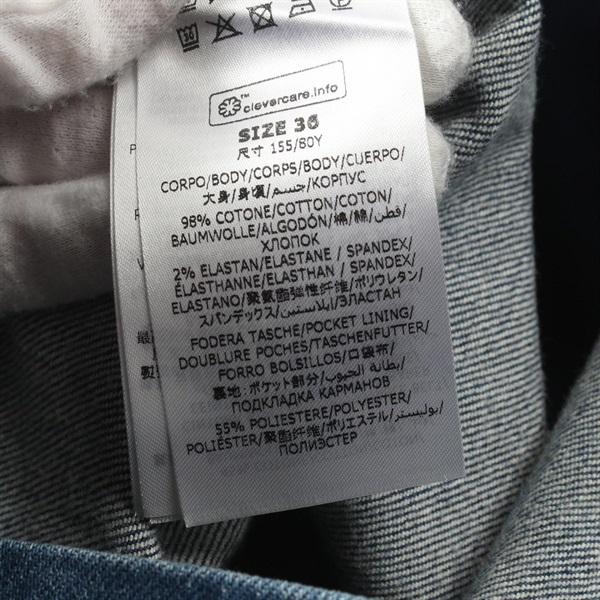 ™ clevercare.info
SIZE 36
尺寸 155/80Y
CORPO/BODY/CORPS/BODY/CUERPO/
大身/身頃/جسم/КОРПУС
98% COTONE/COTTON/COTON/
BAUMWOLLE/ALGODÓN/棉/綿/قطن/
ХЛОПОК
2% ELASTAN/ELASTANE / SPANDEX/
ÉLASTHANNE/ELASTHAN / SPANDEX/
ELASTANO/聚氨酯弹性纤维/ポリウレタン/
スパンデックス/إيلاستين/ЭЛАСТАН
FODERA TASCHE/POCKET LINING/
DOUBLURE POCHES/TASCHENFUTTER/
FORRO BOLSILLOS/口袋布/
裏地:ポケット部分/بطانة الجيوب/
ПОДКЛАДКА КАРМАНОВ
55% POLIESTERE/POLYESTER/
POLIÉSTER/聚酯纤维/ポリエステル/بوليستر/
ПОЛИЭСТЕР